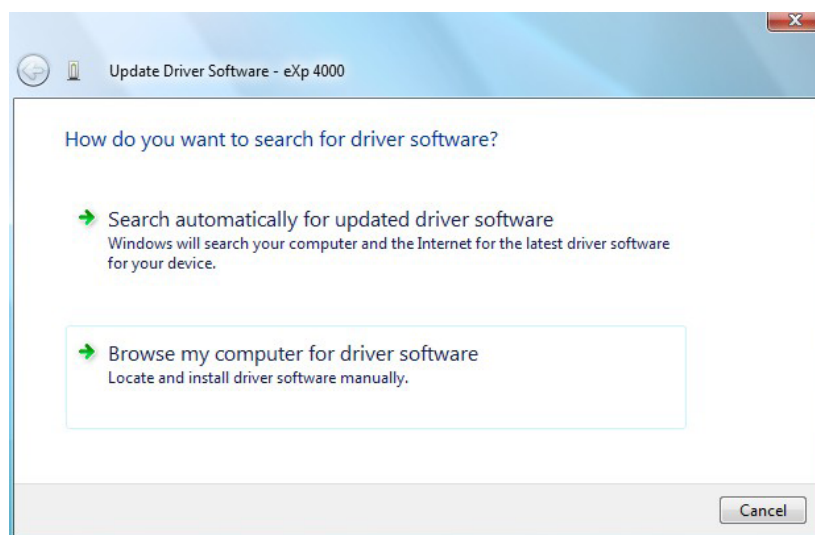 Update Driver Software - eXp 4000
How do you want to search for driver software?
Search automatically for updated driver software
Windows will search your computer and the Internet for the latest driver software
for your device.
Browse my computer for driver software
Locate and install driver software manually.
Cancel